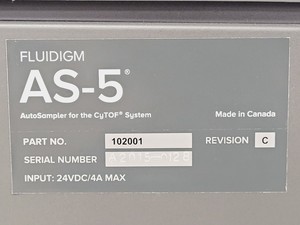 FLUIDIGM
AS-5®
AutoSampler for the CyTOF® System
Made in Canada
PART NO. 102001 REVISION C
SERIAL NUMBER
INPUT: 24VDC/4A MAX